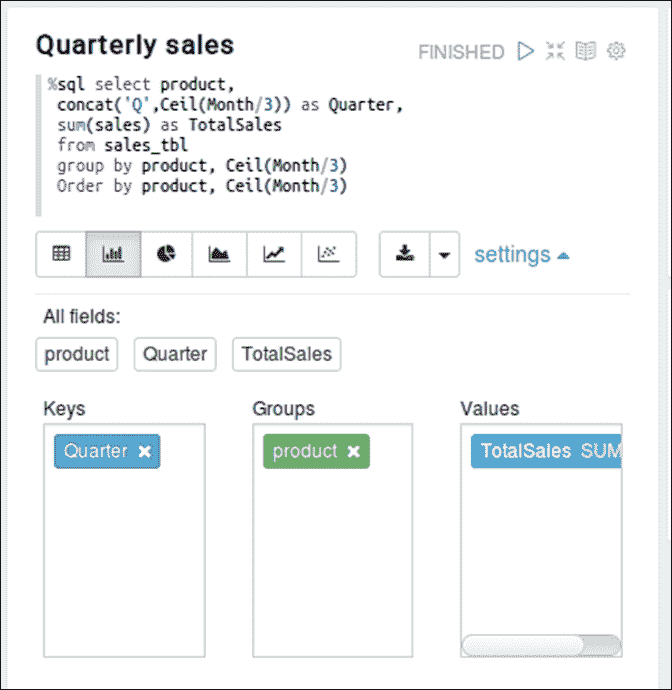 Quarterly sales
FINISHED
%sql select product,
concat('Q',Ceil(Month/3)) as Quarter,
sum(sales) as TotalSales
from sales_tbl
group by product, Ceil(Month/3)
Order by product, Ceil(Month/3)
settings
All fields:
product Quarter TotalSales
Keys Groups Values
Quarter product TotalSales SUM